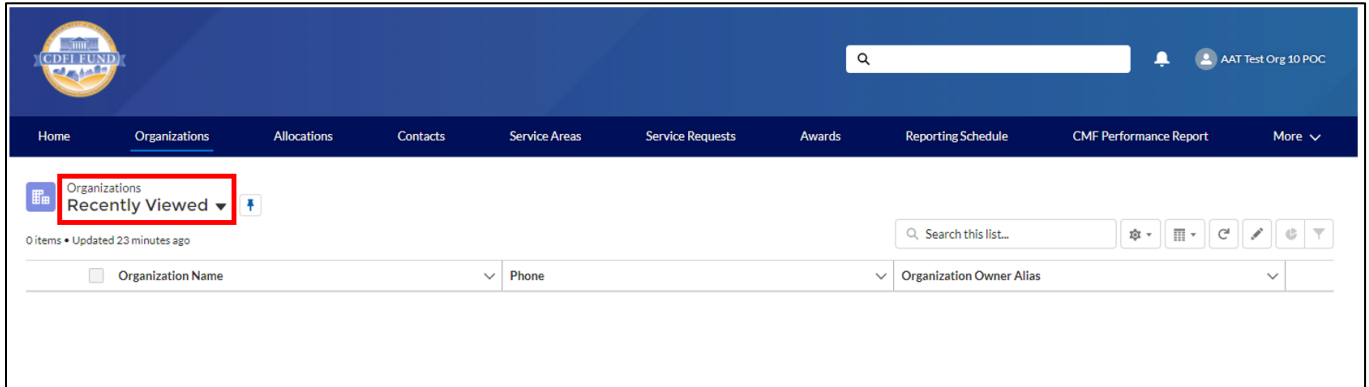 CDFI FUND
AAT Test Org 10 POC
Home Organizations Allocations Contacts Service Areas Service Requests Awards Reporting Schedule CMF Performance Report More
Organizations
Recently Viewed
0 items • Updated 23 minutes ago
Search this list...
Organization Name Phone Organization Owner Alias